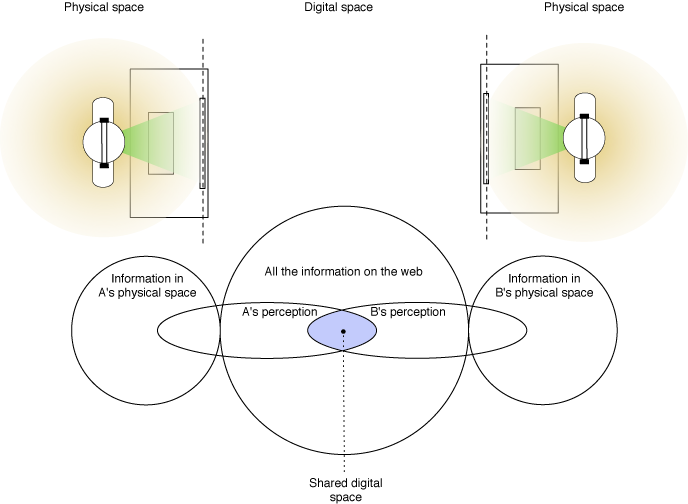 Physical space
Digital space
Physical space
All the information on the web
Information in
A's physical space
Information in
B's physical space
A's perception
B's perception
Shared digital
space